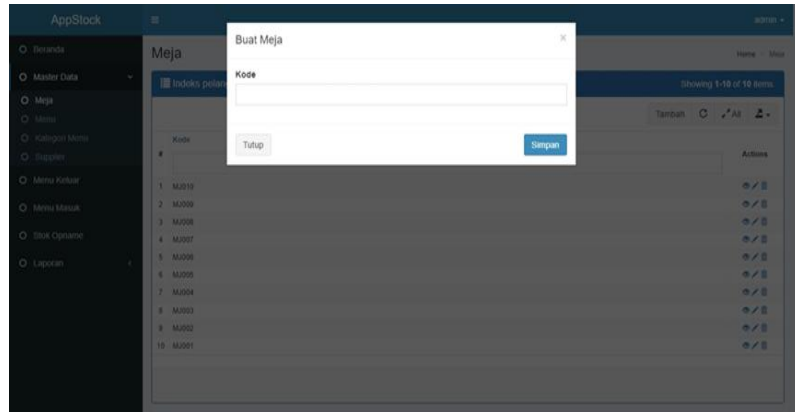 AppStock
admin
Beranda
Master Data
Meja
Menu
Kategori Menu
Supplier
Menu Keluar
Menu Masuk
Stok Opname
Laporan
Meja
Home Meja
Buat Meja ×
Kode
Tutup Simpan
Indoks pelan
Showing 1-10 of 10 items.
Tambah All
# Kode Actions
1 MJ010
2 MJ009
3 MJ008
4 MJ007
5 MJ006
6 MJ005
7 MJ004
8 MJ003
9 MJ002
10 MJ001